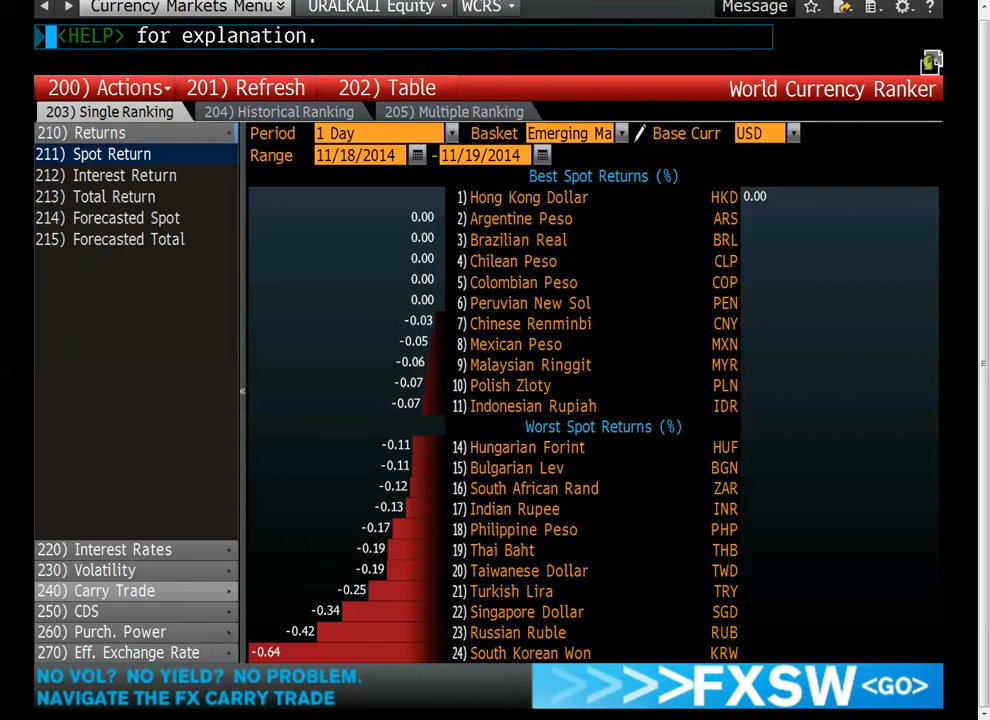 Currency Markets Menu URALKALI Equity WCRS Message ?
<HELP> for explanation.
200) Actions 201) Refresh 202) Table World Currency Ranker
203) Single Ranking 204) Historical Ranking 205) Multiple Ranking
210) Returns Period 1 Day Basket Emerging Ma Base Curr USD
211) Spot Return Range 11/18/2014 - 11/19/2014
212) Interest Return Best Spot Returns (%)
213) Total Return 1) Hong Kong Dollar HKD 0.00
214) Forecasted Spot 0.00 2) Argentine Peso ARS
215) Forecasted Total 0.00 3) Brazilian Real BRL
0.00 4) Chilean Peso CLP
0.00 5) Colombian Peso COP
0.00 6) Peruvian New Sol PEN
-0.03 7) Chinese Renminbi CNY
-0.05 8) Mexican Peso MXN
-0.06 9) Malaysian Ringgit MYR
-0.07 10) Polish Zloty PLN
«
-0.07 11) Indonesian Rupiah IDR
Worst Spot Returns (%)
-0.11 14) Hungarian Forint HUF
-0.11 15) Bulgarian Lev BGN
-0.12 16) South African Rand ZAR
-0.13 17) Indian Rupee INR
-0.17 18) Philippine Peso PHP
220) Interest Rates -0.19 19) Thai Baht THB
230) Volatility -0.19 20) Taiwanese Dollar TWD
240) Carry Trade -0.25 21) Turkish Lira TRY
250) CDS -0.34 22) Singapore Dollar SGD
260) Purch. Power -0.42 23) Russian Ruble RUB
270) Eff. Exchange Rate -0.64 24) South Korean Won KRW
NO VOL? NO YIELD? NO PROBLEM.
NAVIGATE THE FX CARRY TRADE
>>>>FXSW <GO>